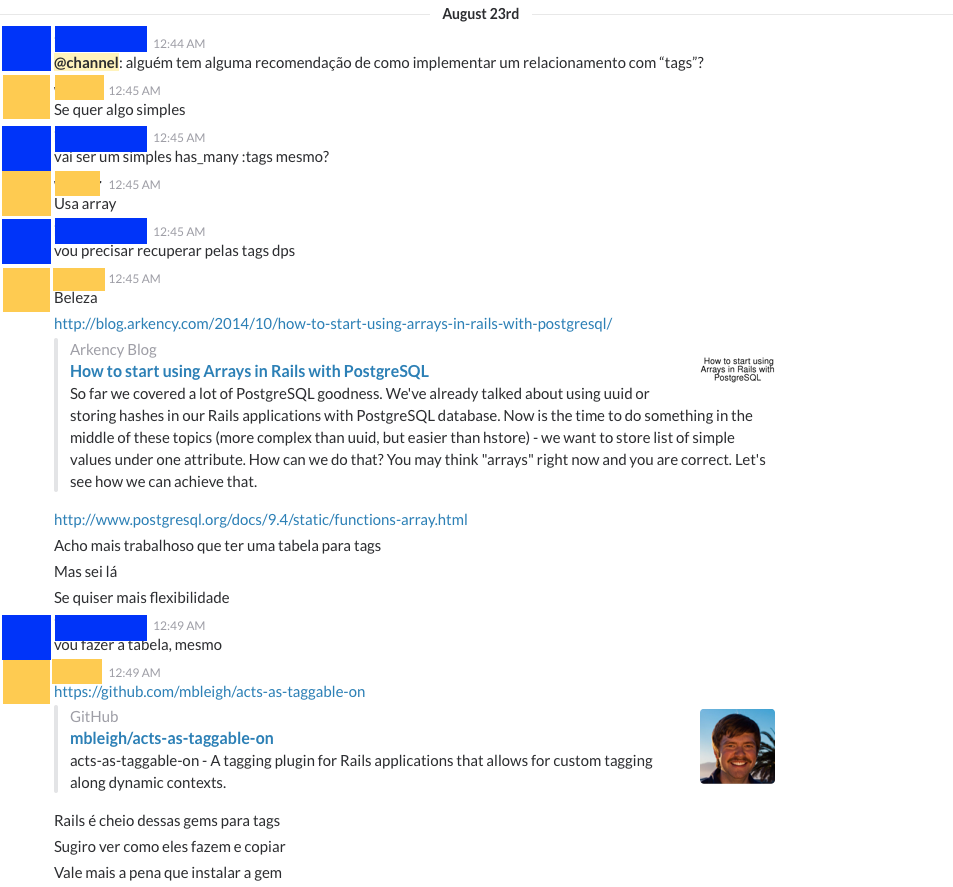 August 23rd
12:44 AM
@channel: alguém tem alguma recomendação de como implementar um relacionamento com “tags”?
12:45 AM
Se quer algo simples
12:45 AM
vai ser um simples has_many :tags mesmo?
12:45 AM
Usa array
12:45 AM
vou precisar recuperar pelas tags dps
12:45 AM
Beleza
http://blog.arkency.com/2014/10/how-to-start-using-arrays-in-rails-with-postgresql/
Arkency Blog
How to start using Arrays in Rails with PostgreSQL
So far we covered a lot of PostgreSQL goodness. We've already talked about using uuid or
storing hashes in our Rails applications with PostgreSQL database. Now is the time to do something in the
middle of these topics (more complex than uuid, but easier than hstore) - we want to store list of simple
values under one attribute. How can we do that? You may think "arrays" right now and you are correct. Let's
see how we can achieve that.
How to start using
Arrays in Rails with
PostgreSQL
http://www.postgresql.org/docs/9.4/static/functions-array.html
Acho mais trabalhoso que ter uma tabela para tags
Mas sei lá
Se quiser mais flexibilidade
12:49 AM
vou fazer a tabela, mesmo
12:49 AM
https://github.com/mbleigh/acts-as-taggable-on
GitHub
mbleigh/acts-as-taggable-on
acts-as-taggable-on - A tagging plugin for Rails applications that allows for custom tagging
along dynamic contexts.
Rails é cheio dessas gems para tags
Sugiro ver como eles fazem e copiar
Vale mais a pena que instalar a gem